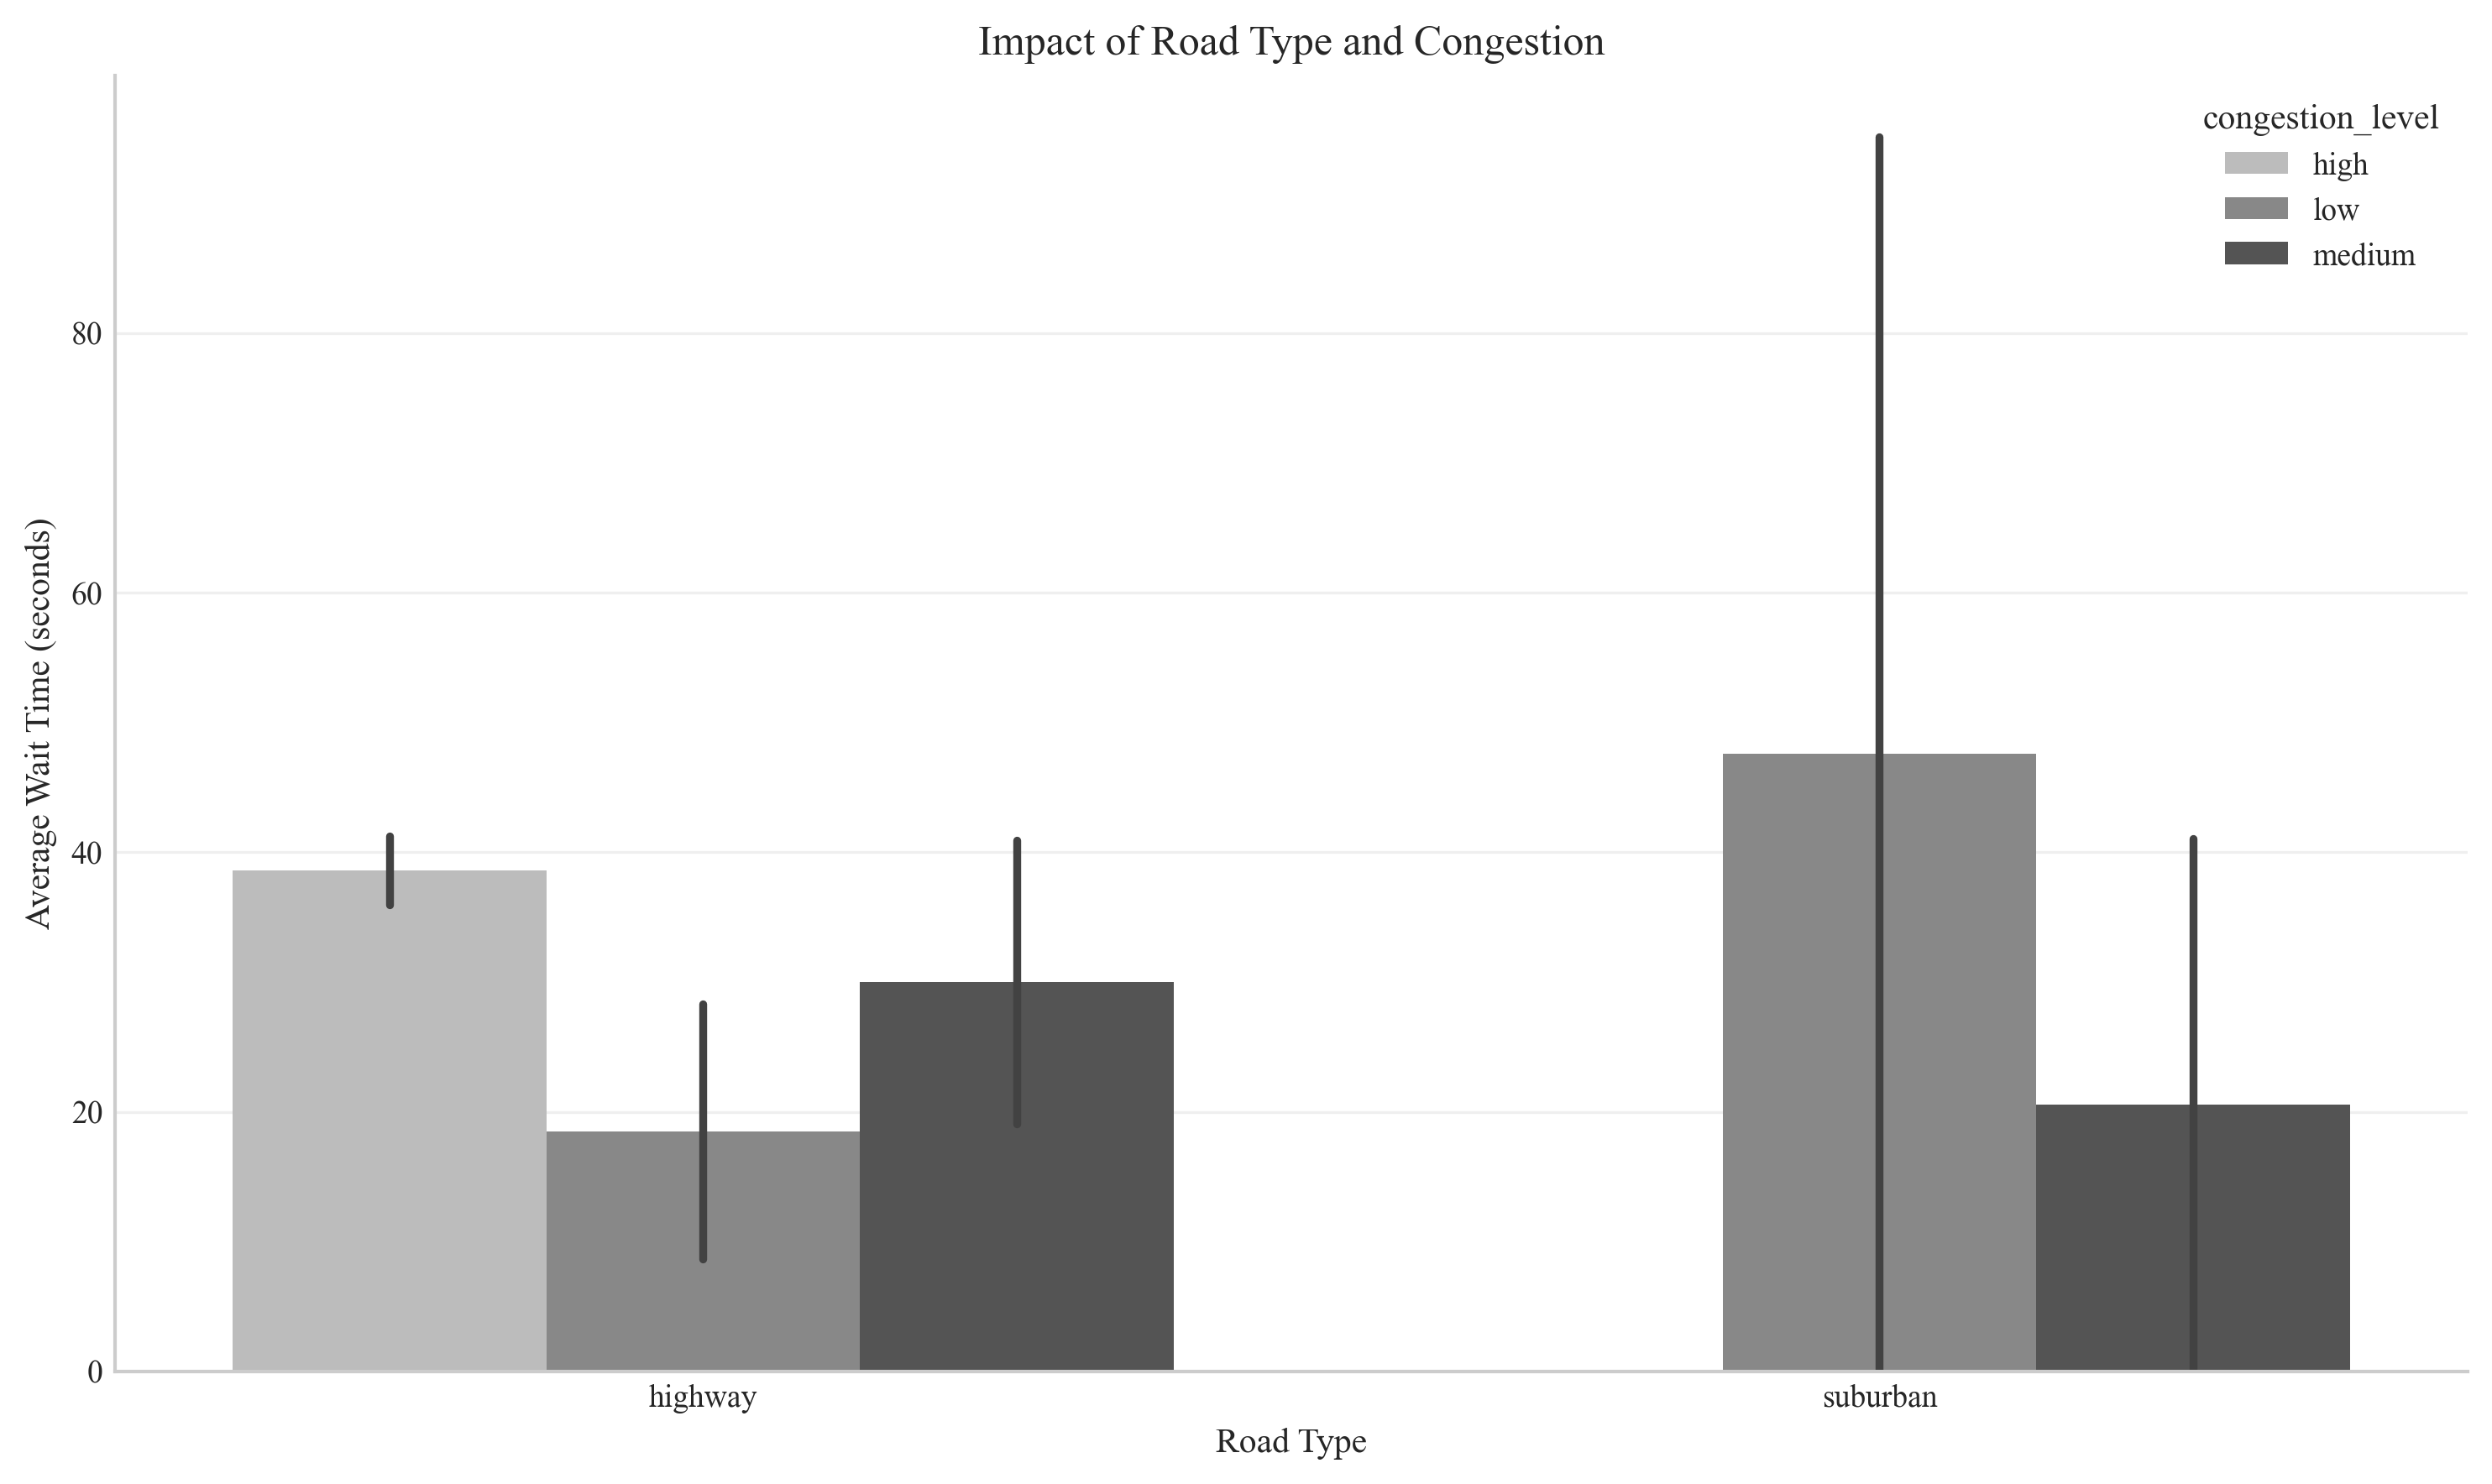 Impact of Road Type and Congestion
congestion_level
high
low
medium
Average Wait Time (seconds)
80
60
40
20
0
highway
suburban
Road Type